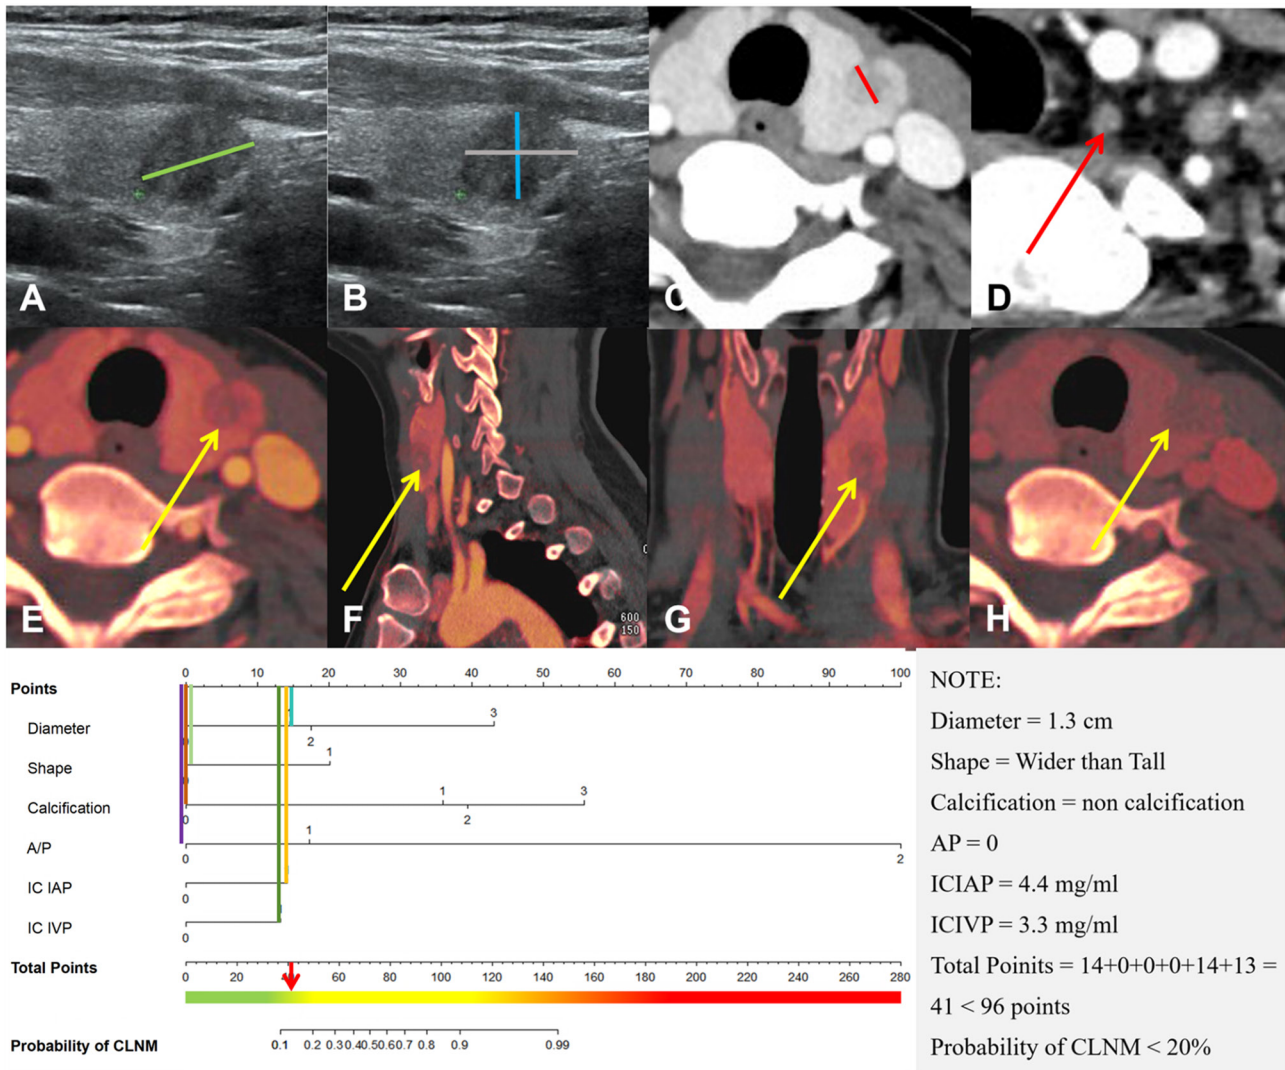 A
B
C
D
E
F
600
150
G
H
0 10 20 30 40 50 60 70 80 90 100
Points
1 3
Diameter
0 2
1
Shape
0
1 3
Calcification
0 2
1
A/P
0 2
IC IAP
0
1
IC IVP
0
Total Points
0 20 40 60 80 100 120 140 160 180 200 220 240 260 280
Probability of CLNM
0.1 0.2 0.3 0.4 0.5 0.6 0.7 0.8 0.9 0.99
NOTE:
Diameter = 1.3 cm
Shape = Wider than Tall
Calcification = non calcification
AP = 0
ICIAP = 4.4 mg/ml
ICIVP = 3.3 mg/ml
Total Poinits = 14+0+0+0+14+13 =
41 < 96 points
Probability of CLNM < 20%